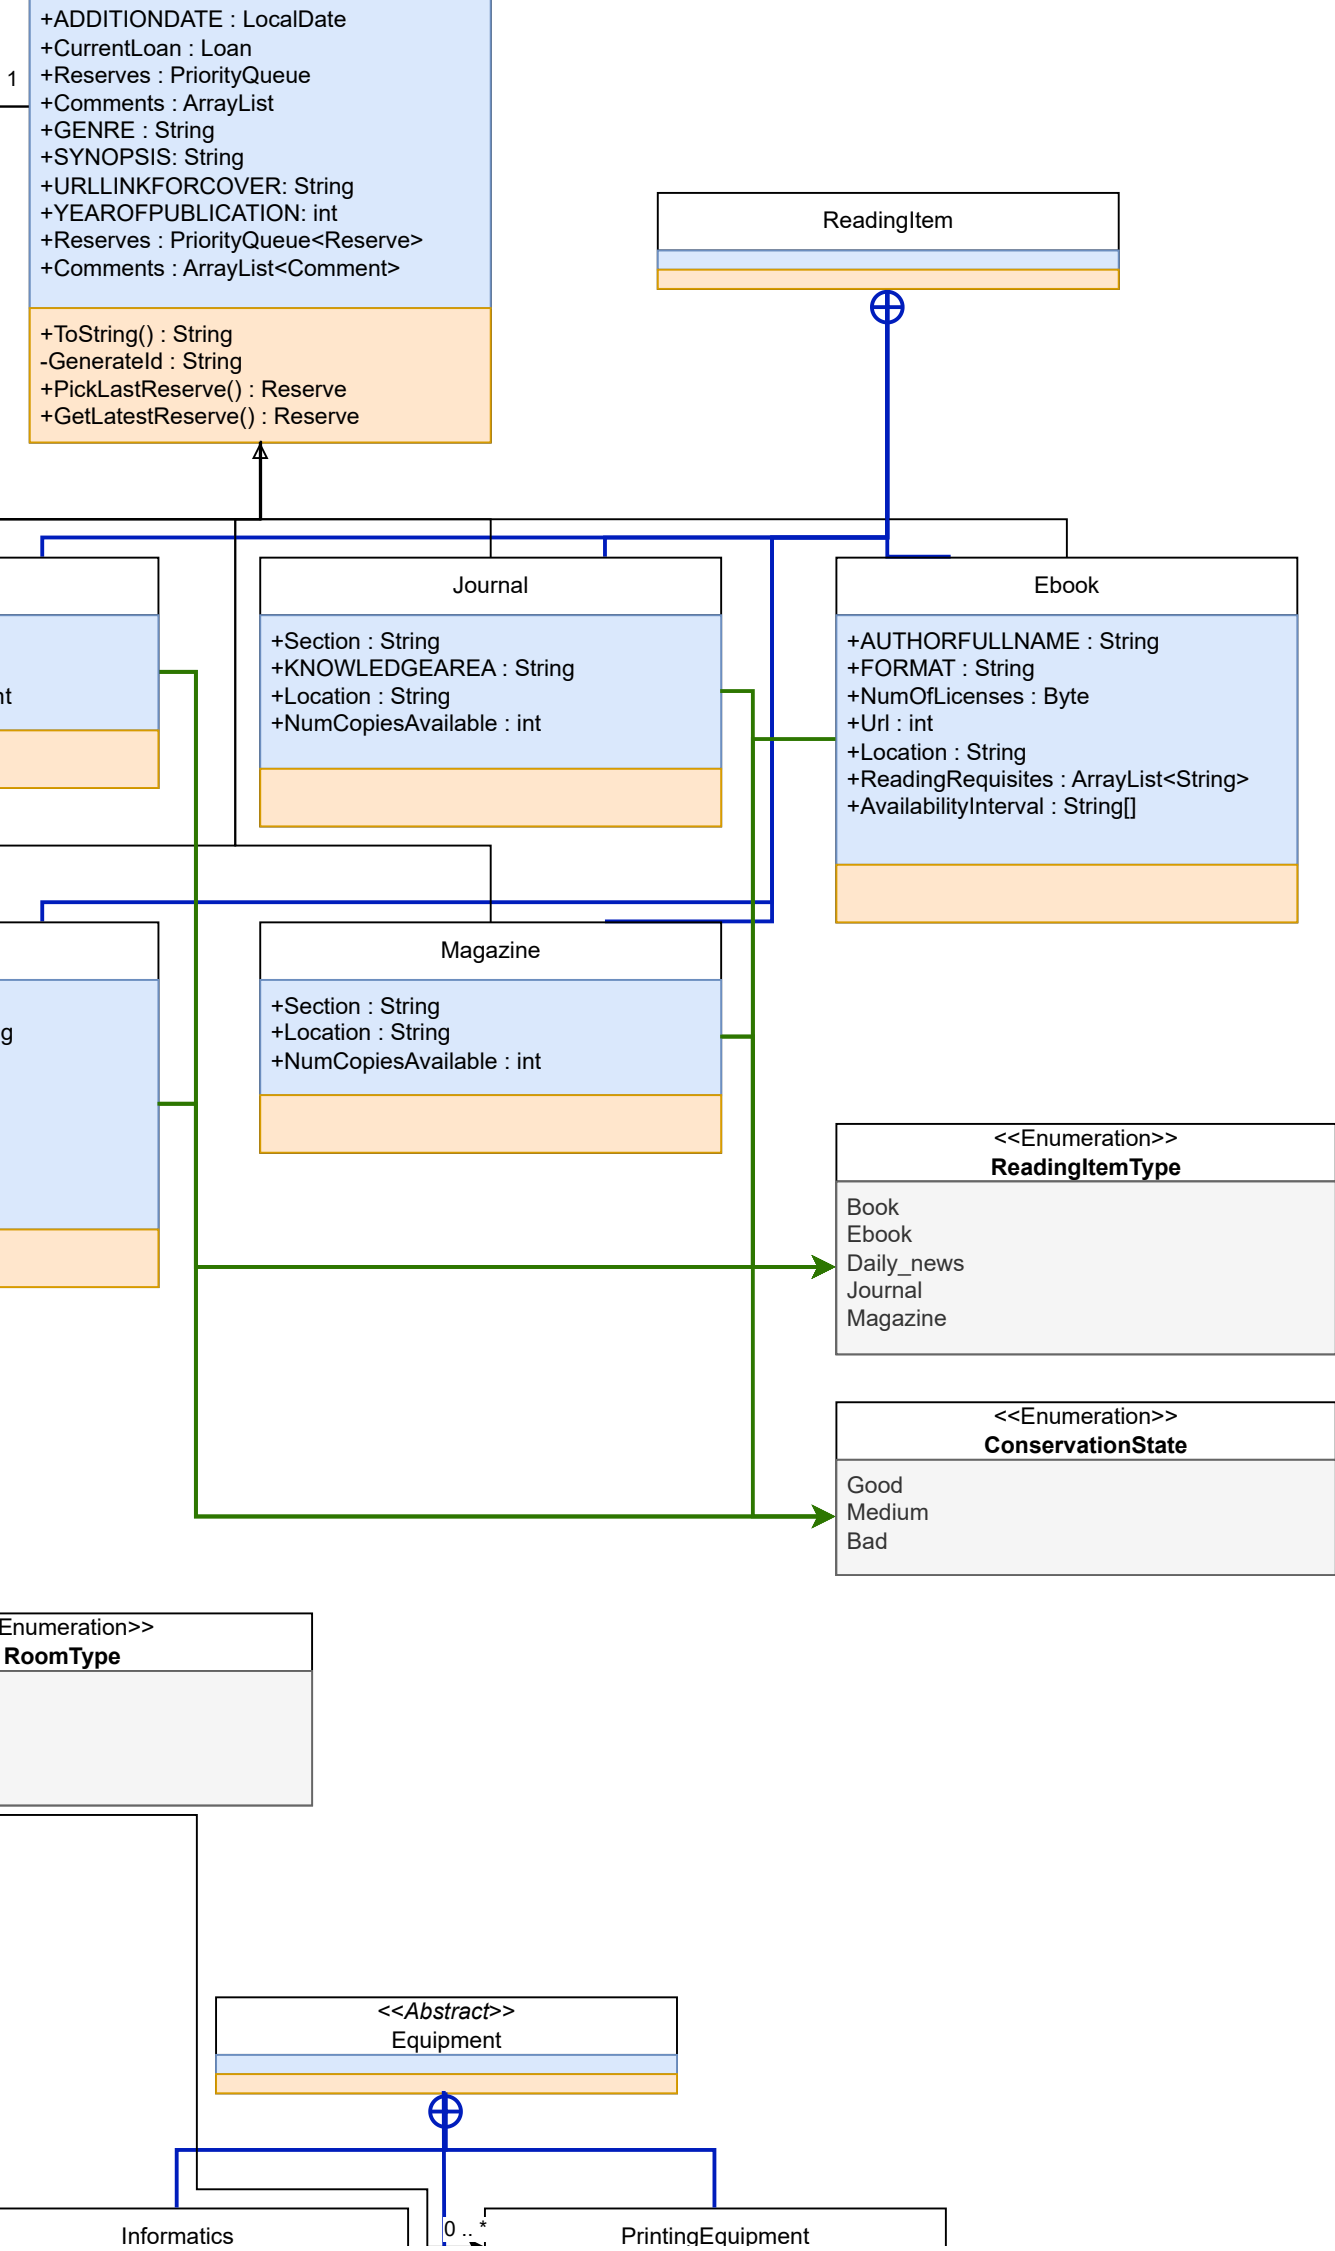 +ADDITIONDATE : LocalDate
+CurrentLoan : Loan
+Reserves : PriorityQueue
+Comments : ArrayList
+GENRE : String
+SYNOPSIS: String
+URLLINKFORCOVER: String
+YEAROFPUBLICATION: int
+Reserves : PriorityQueue<Reserve>
+Comments : ArrayList<Comment>
1
+ToString() : String
-GenerateId : String
+PickLastReserve() : Reserve
+GetLatestReserve() : Reserve
ReadingItem
nt
Journal
+Section : String
+KNOWLEDGEAREA : String
+Location : String
+NumCopiesAvailable : int
Ebook
+AUTHORFULLNAME : String
+FORMAT : String
+NumOfLicenses : Byte
+Url : int
+Location : String
+ReadingRequisites : ArrayList<String>
+AvailabilityInterval : String[]
g
Magazine
+Section : String
+Location : String
+NumCopiesAvailable : int
<<Enumeration>>
ReadingItemType
Book
Ebook
Daily_news
Journal
Magazine
<<Enumeration>>
ConservationState
Good
Medium
Bad
Enumeration>>
RoomType
<<Abstract>>
Equipment
Informatics
0 .. *
PrintingEquipment